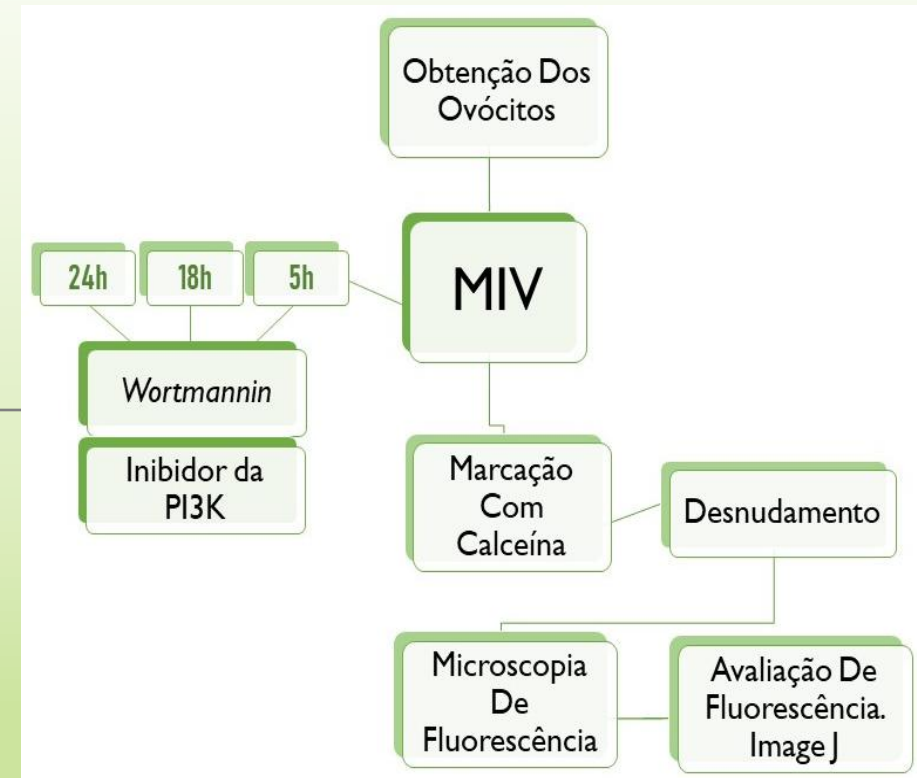 Obtenção Dos
Ovócitos
MIV
24h
18h
5h
Wortmannin
Inibidor da
PI3K
Marcação
Com
Calceína
Desnudamento
Microscopia
De
Fluorescência
Avaliação De
Fluorescência.
Image J